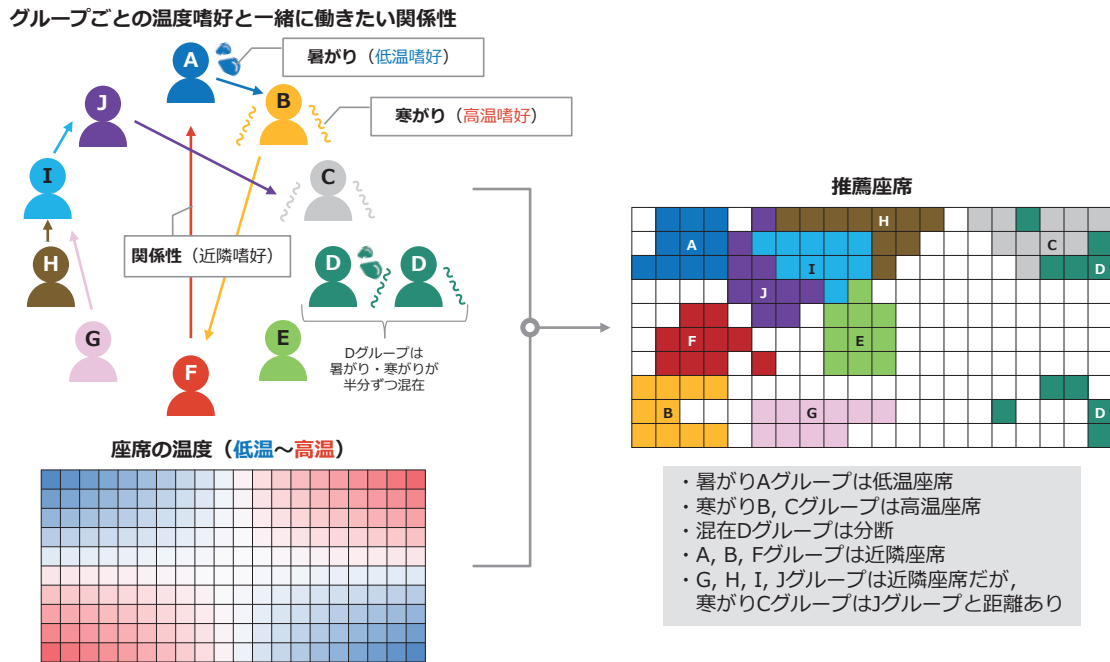 グループごとの温度嗜好と一緒に働きたい関係性
A
暑がり（低温嗜好）
B
寒がり（高温嗜好）
J
I
C
関係性（近隣嗜好）
H
D
D
G
F
E
Dグループは
暑がり・寒がりが
半分ずつ混在
座席の温度（低温～高温）
推薦座席
H
A
C
I
D
J
F
E
B
G
D
・暑がりAグループは低温座席
・寒がりB, Cグループは高温座席
・混在Dグループは分断
・A, B, Fグループは近隣座席
・G, H, I, Jグループは近隣座席だが,
寒がりCグループはJグループと距離あり